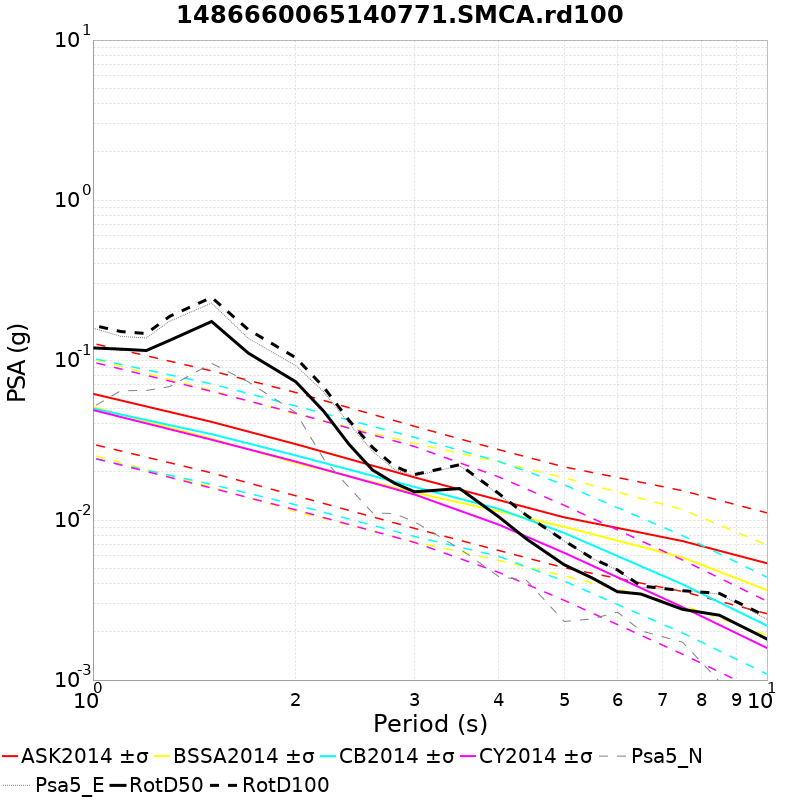 1486660065140771.SMCA.rd100
10^1
10^0
10^-1
10^-2
10^-3
PSA (g)
10^0 2 3 4 5 6 7 8 9 10^1
Period (s)
ASK2014 ±σ BSSA2014 ±σ CB2014 ±σ CY2014 ±σ Psa5_N
Psa5_E RotD50 RotD100